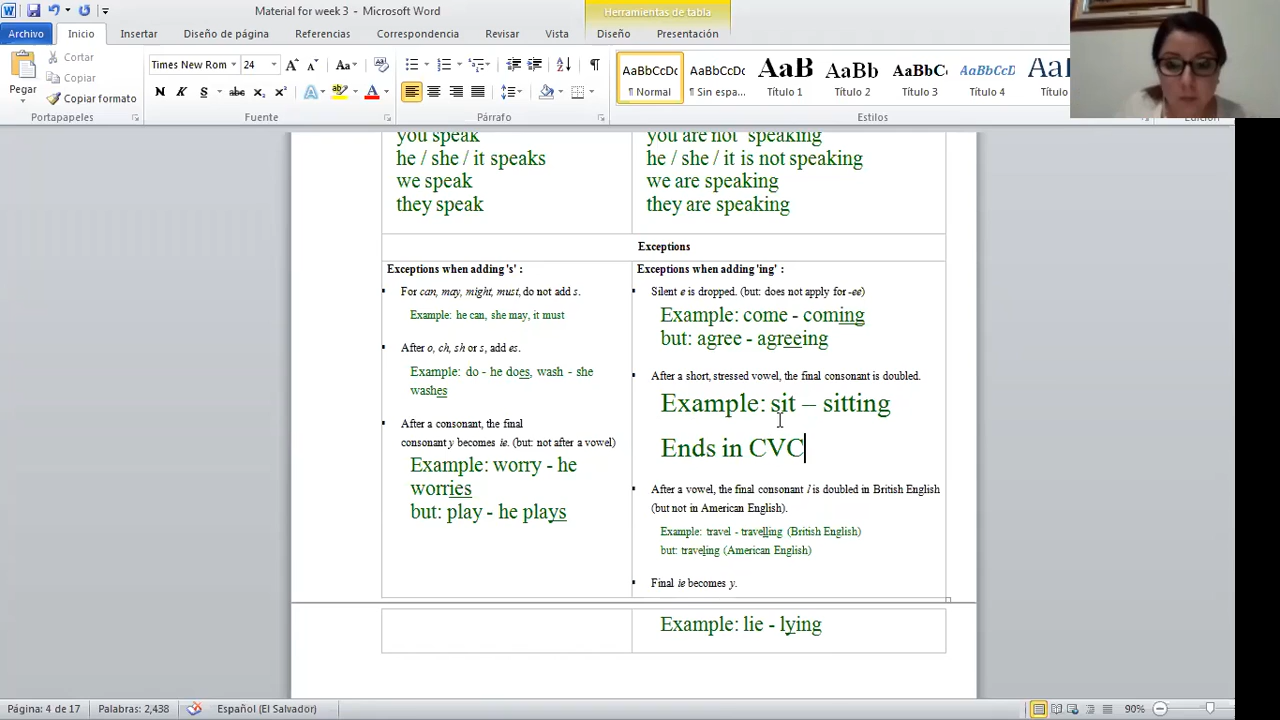 Material for week 3 - Microsoft Word
Herramientas de tabla
Archivo
Inicio
Insertar
Diseño de página
Referencias
Correspondencia
Revisar
Vista
Diseño
Presentación
Pegar
Cortar
Copiar
Copiar formato
Portapapeles
Times New Rom
24
Aa
N K S abc x₂ x²
Fuente
Párrafo
AaBbCcDc
¶ Normal
AaBbCcDc
¶ Sin espa...
AaB
Título 1
AaBb
Título 2
AaBbC
Título 3
AaBbCcD
Título 4
Estilos
you speak
he / she / it speaks
we speak
they speak
you are not speaking
he / she / it is not speaking
we are speaking
they are speaking
Exceptions
Exceptions when adding 's' :
For can, may, might, must, do not add s.
Example: he can, she may, it must
After o, ch, sh or s, add es.
Example: do - he does, wash - she
washes
After a consonant, the final
consonant y becomes ie. (but: not after a vowel)
Example: worry - he
worries
but: play - he plays
Exceptions when adding 'ing' :
Silent e is dropped. (but: does not apply for -ee)
Example: come - coming
but: agree - agreeing
After a short, stressed vowel, the final consonant is doubled.
Example: sit – sitting
Ends in CVC
After a vowel, the final consonant l is doubled in British English
(but not in American English).
Example: travel - travelling (British English)
but: traveling (American English)
Final ie becomes y.
Example: lie - lying
Página: 4 de 17
Palabras: 2,438
Español (El Salvador)
90%